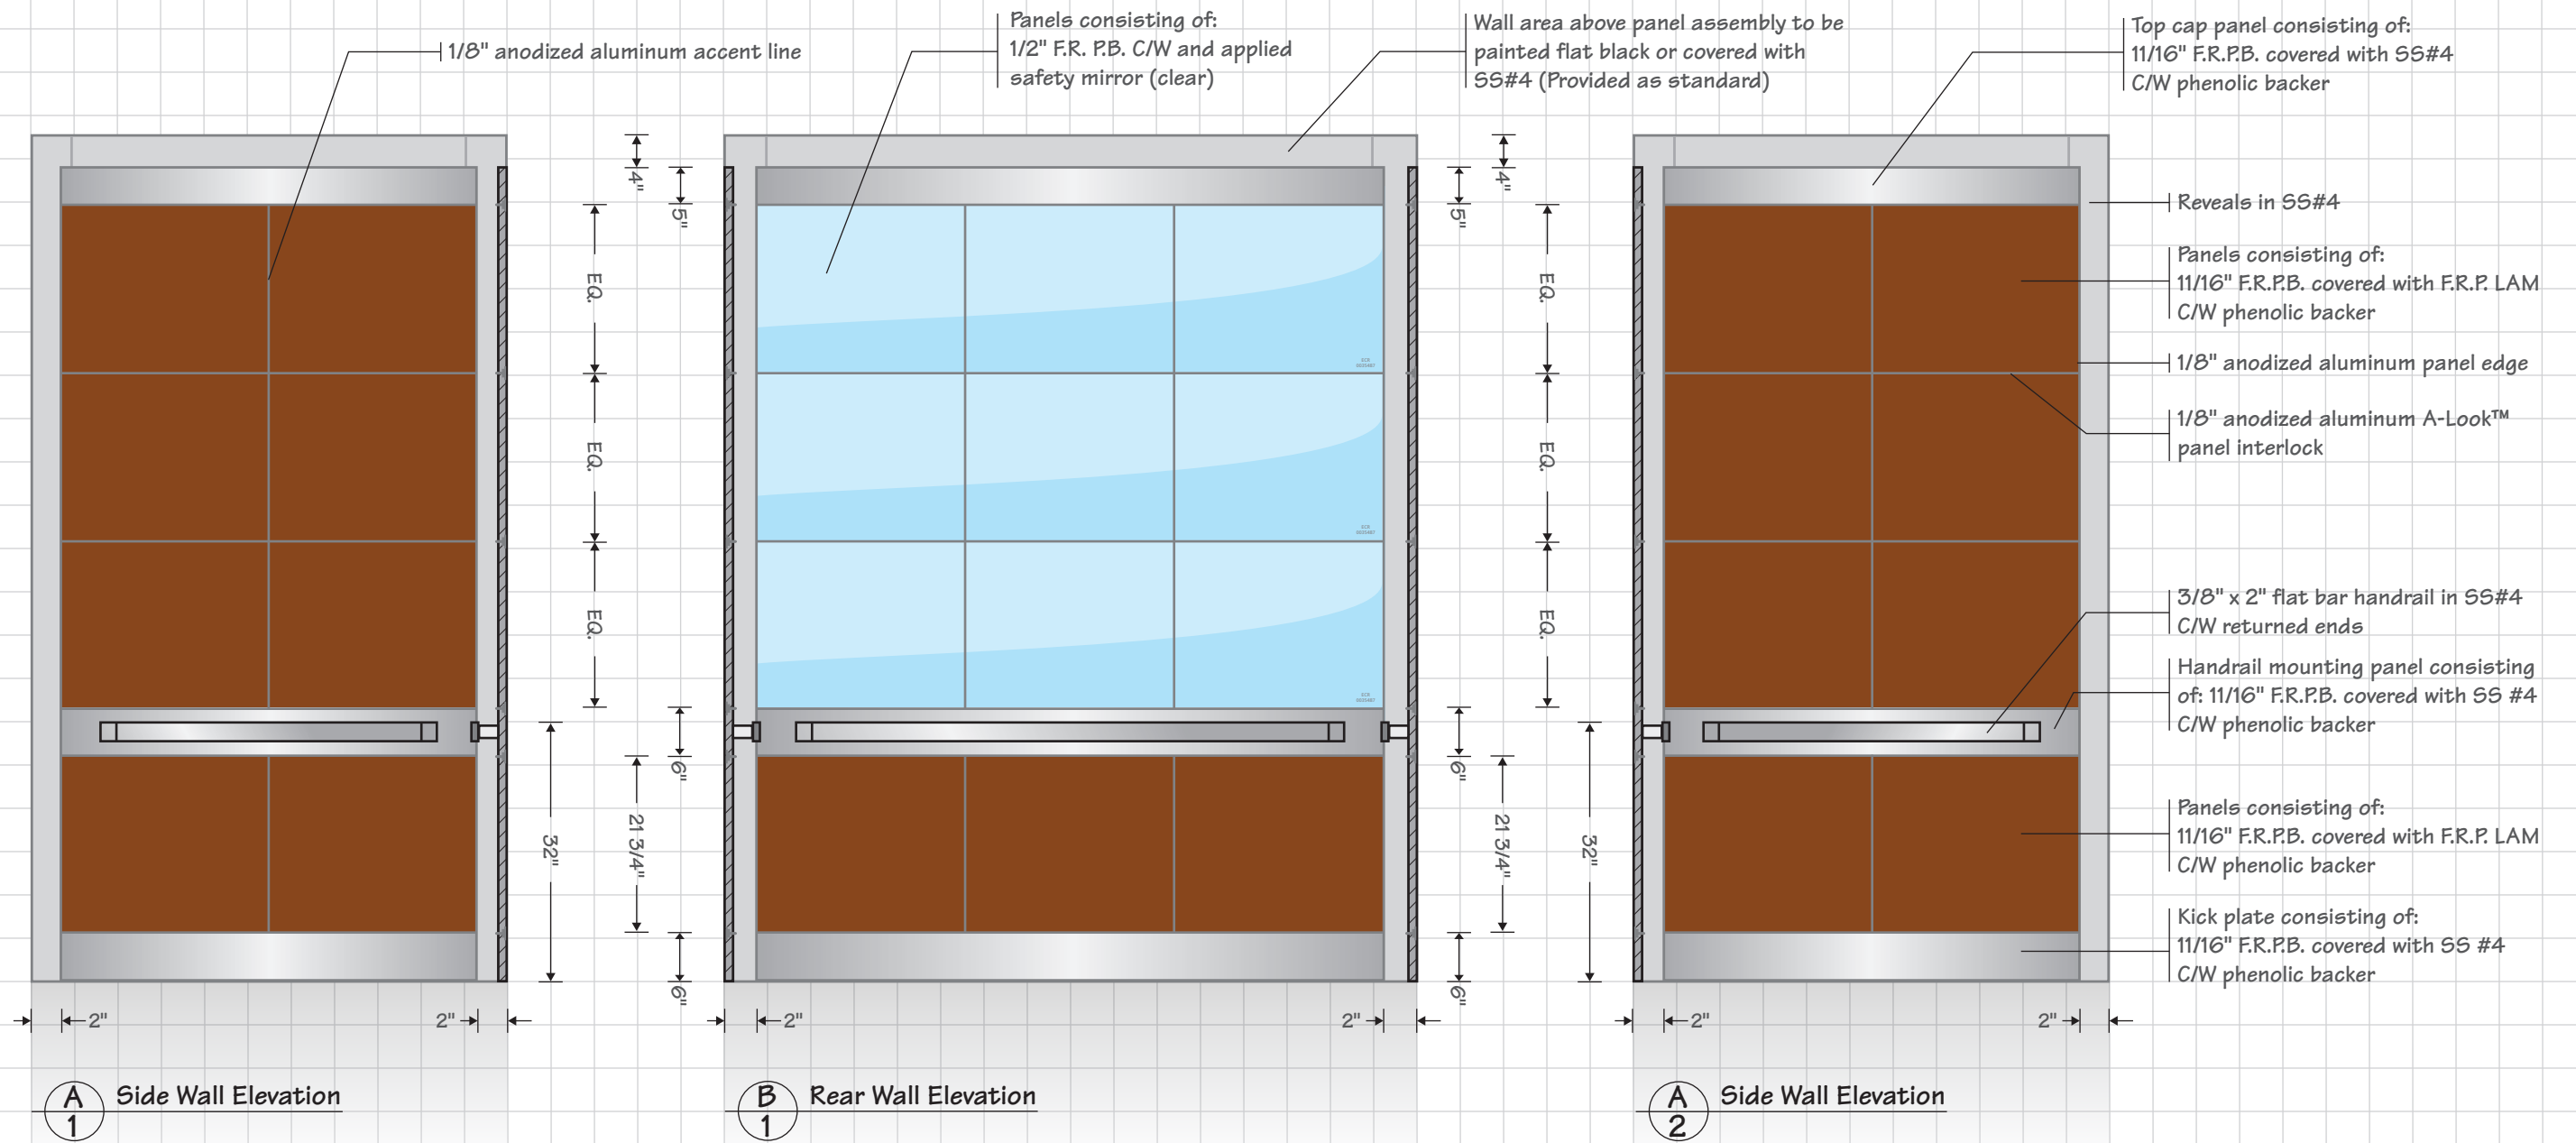 1/8" anodized aluminum accent line
Panels consisting of:
1/2" F.R. P.B. C/W and applied
safety mirror (clear)
Wall area above panel assembly to be
painted flat black or covered with
SS#4 (Provided as standard)
Top cap panel consisting of:
11/16" F.R.P.B. covered with SS#4
C/W phenolic backer
4"
5"
EQ.
EQ.
EQ.
6"
21 3/4"
32"
6"
4"
5"
EQ.
EQ.
EQ.
6"
21 3/4"
32"
6"
Reveals in SS#4
Panels consisting of:
11/16" F.R.P.B. covered with F.R.P. LAM
C/W phenolic backer
1/8" anodized aluminum panel edge
1/8" anodized aluminum A-Look™
panel interlock
3/8" x 2" flat bar handrail in SS#4
C/W returned ends
Handrail mounting panel consisting
of: 11/16" F.R.P.B. covered with SS #4
C/W phenolic backer
Panels consisting of:
11/16" F.R.P.B. covered with F.R.P. LAM
C/W phenolic backer
Kick plate consisting of:
11/16" F.R.P.B. covered with SS #4
C/W phenolic backer
2" 2" 2" 2" 2" 2"
A
1
Side Wall Elevation
B
1
Rear Wall Elevation
A
2
Side Wall Elevation